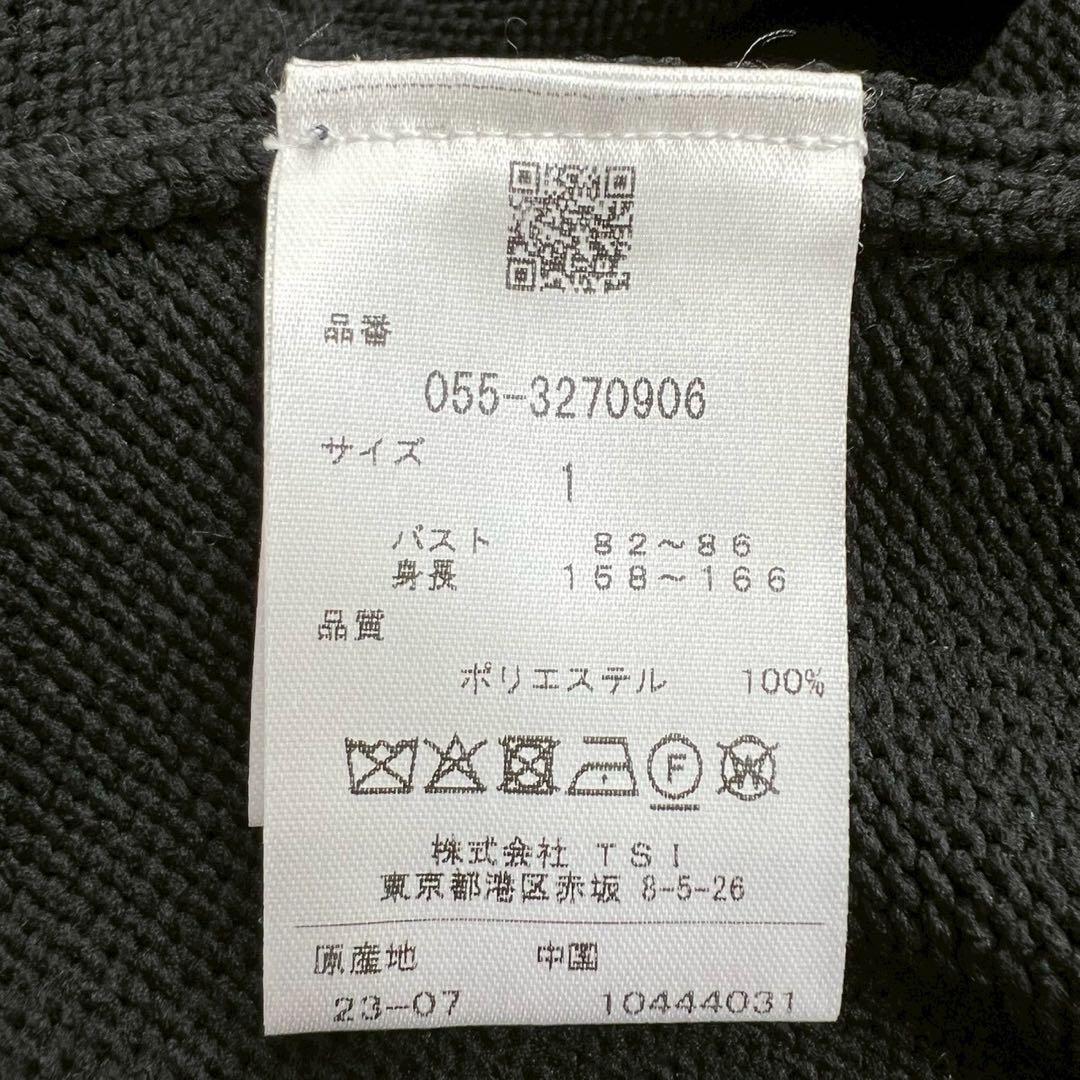 品番
055-3270906
サイズ
1
バスト 82~86
身長 158~166
品質
ポリエステル 100%
F
W
株式会社 TSI
東京都港区赤坂 8-5-26
原産地 中国
23-07 10444031